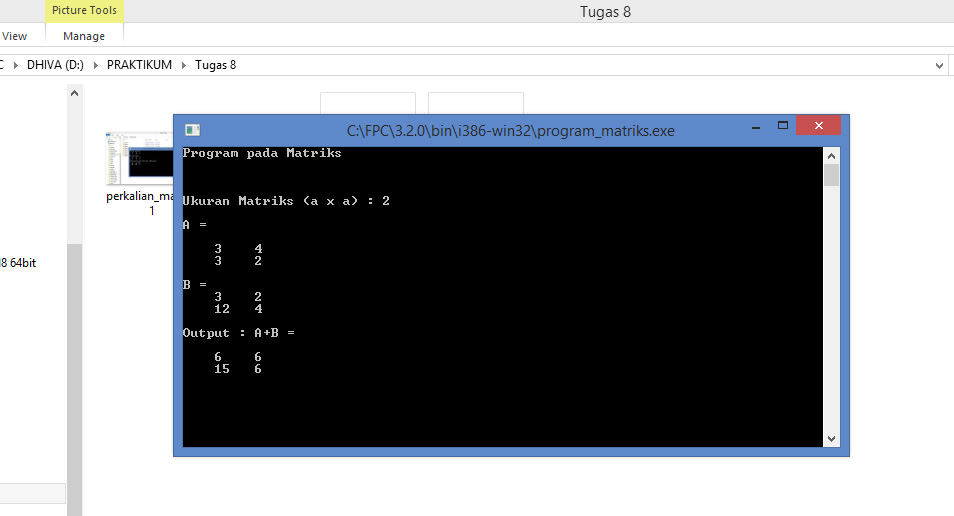 Picture Tools
Tugas 8
View
Manage
DHIVA (D:)
PRAKTIKUM
Tugas 8
C:\FPC\3.2.0\bin\i386-win32\program_matriks.exe
Program pada Matriks
Ukuran Matriks (a x a) : 2
A =
3 4
3 2
B =
3 2
12 4
Output : A+B =
6 6
15 6
perkalian_ma
1
8 64bit